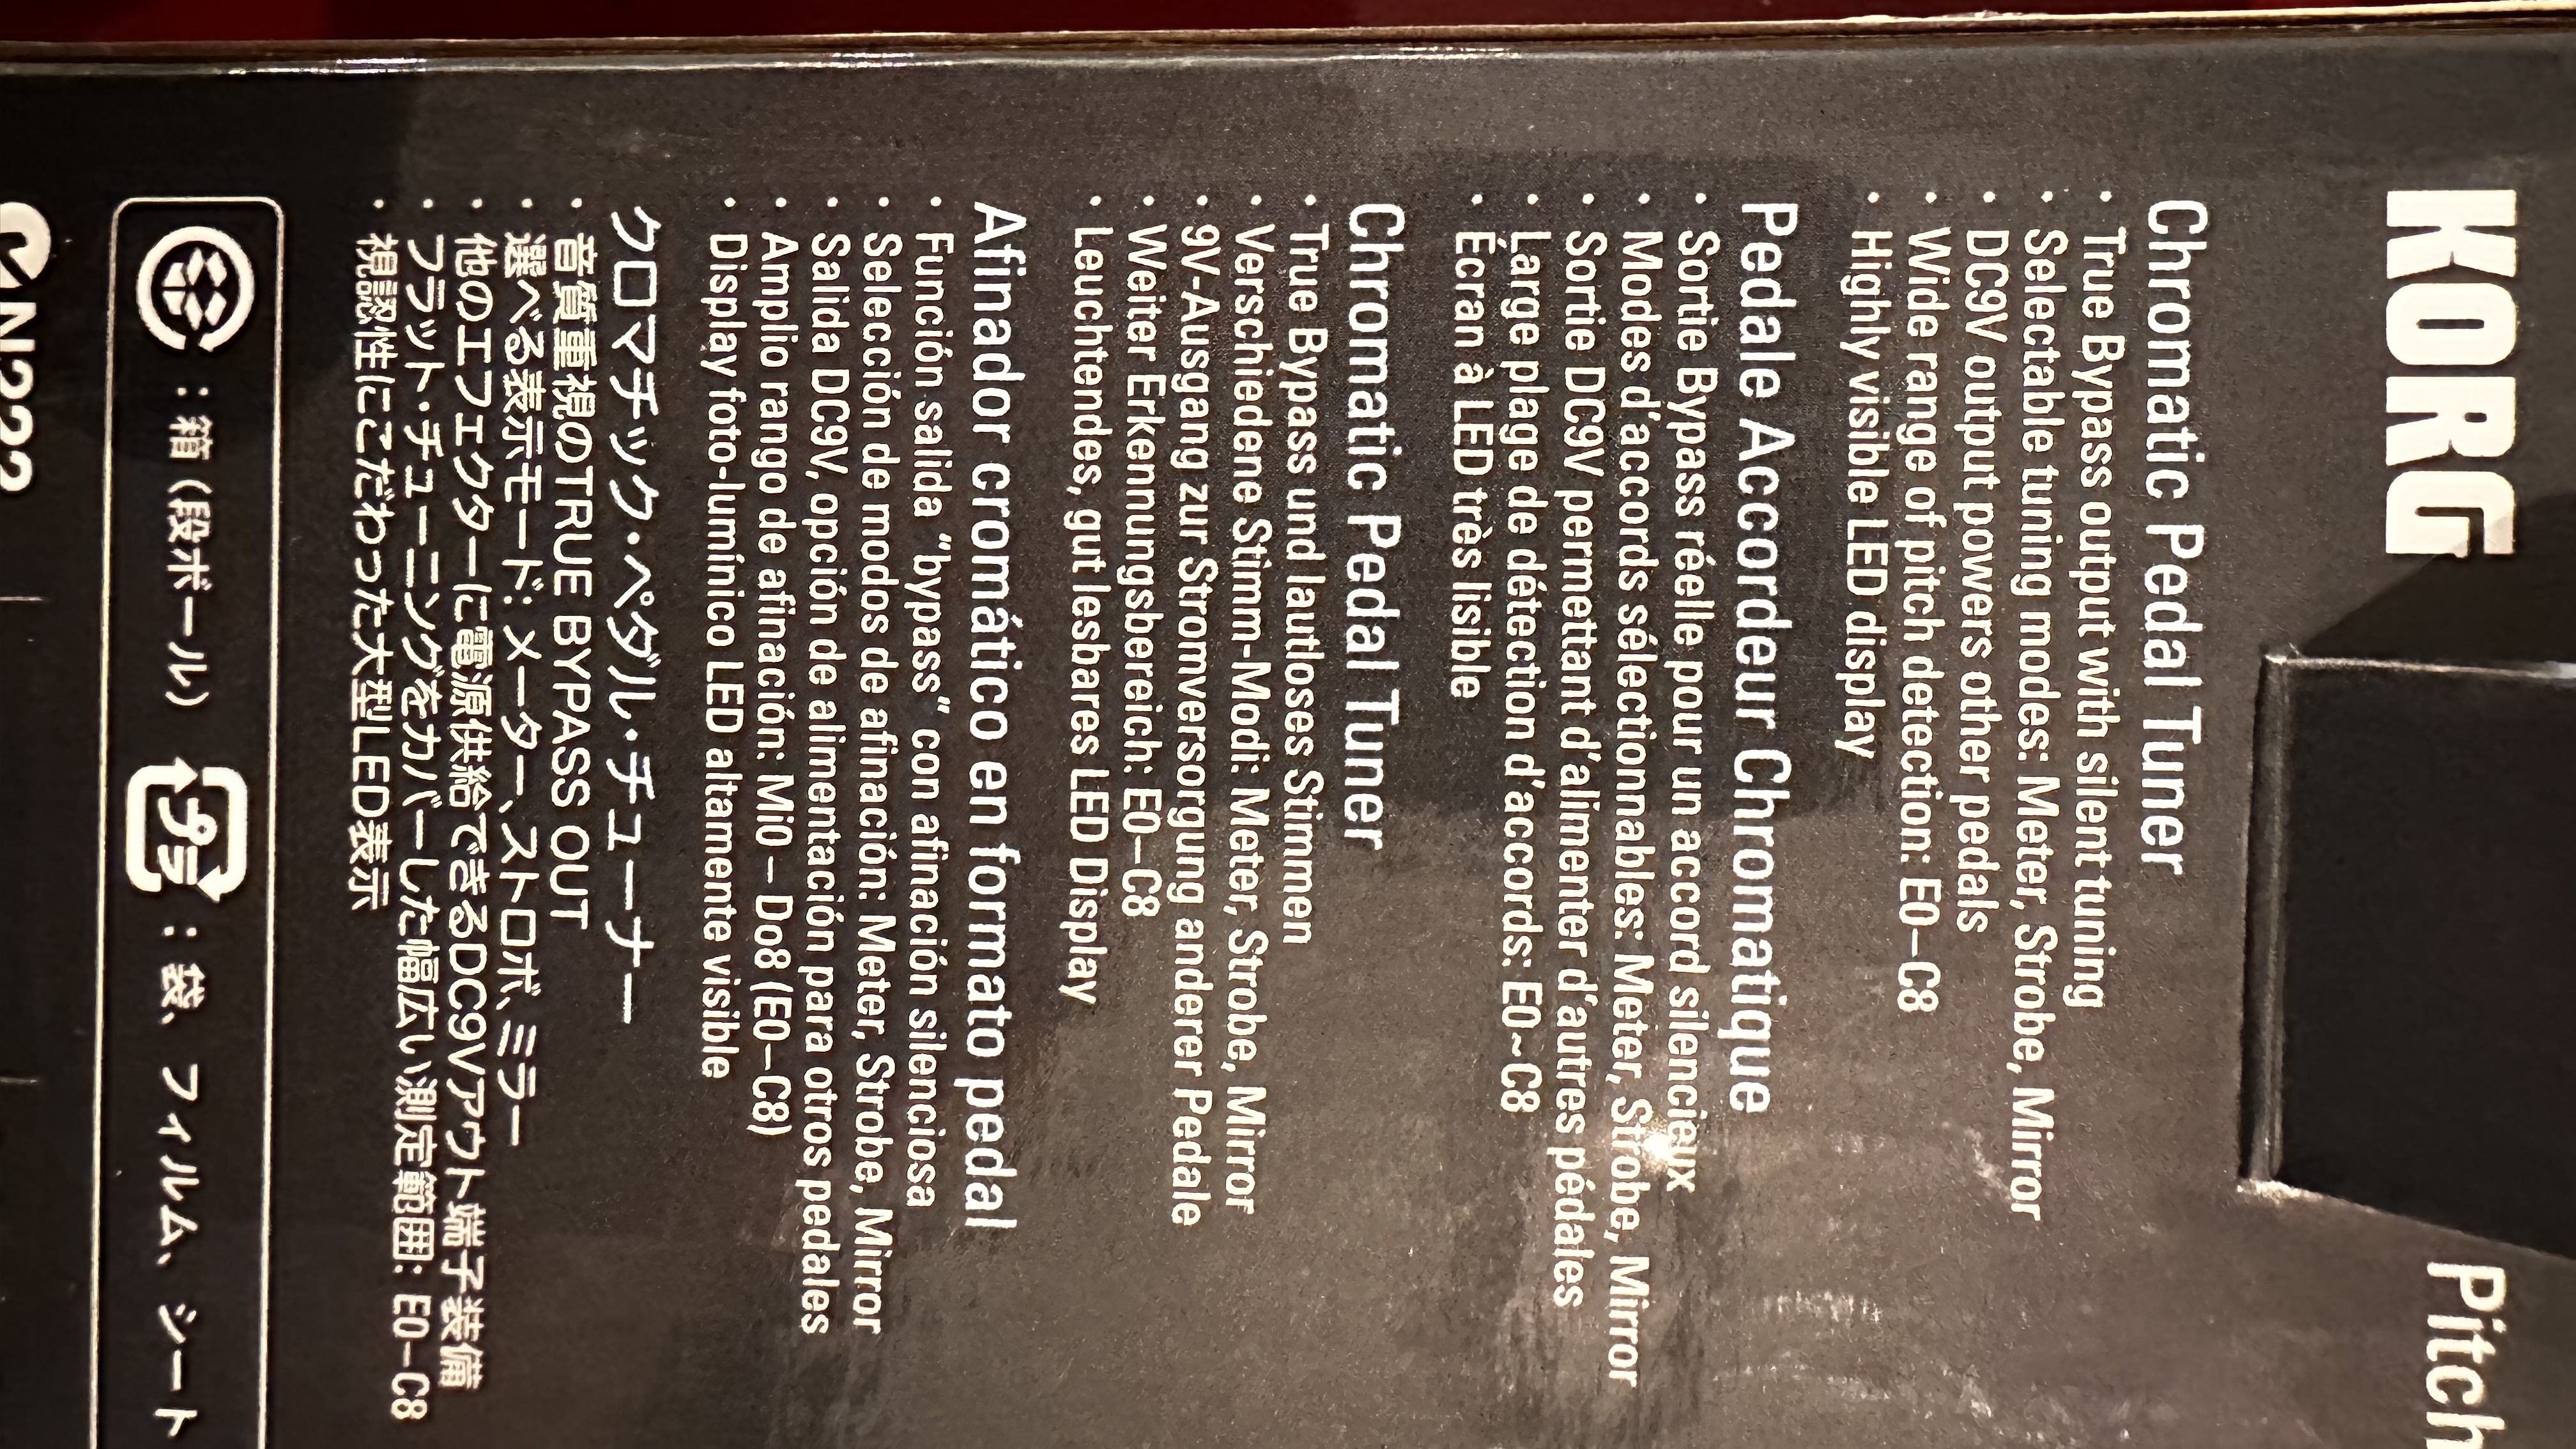 KORG
Pitch
Chromatic Pedal Tuner
• True Bypass output with silent tuning
• Selectable tuning modes: Meter, Strobe, Mirror
• DC9V output powers other pedals
• Wide range of pitch detection: E0–C8
• Highly visible LED display
Pedale Accordeur Chromatique
• Sortie Bypass réelle pour un accord silencieux
• Modes d'accords sélectionnables: Meter, Strobe, Mirror
• Sortie DC9V permettant d'alimenter d'autres pédales
• Large plage de détection d'accords: E0~C8
• Écran à LED très lisible
Chromatic Pedal Tuner
• True Bypass und lautloses Stimmen
• Verschiedene Stimm-Modi: Meter, Strobe, Mirror
• 9V-Ausgang zur Stromversorgung anderer Pedale
• Weiter Erkennungsbereich: E0–C8
• Leuchtendes, gut lesbares LED Display
Afinador cromático en formato pedal
• Función salida "bypass" con afinación silenciosa
• Selección de modos de afinación: Meter, Strobe, Mirror
• Salida DC9V, opción de alimentación para otros pedales
• Amplio rango de afinación: Mi0 – Do8 (E0–C8)
• Display foto-lumínico LED altamente visible
クロマチック・ペダル・チューナー
• 音質重視のTRUE BYPASS OUT
• 選べる表示モード: メーター、ストロボ、ミラー
• 他のエフェクターに電源供給できるDC9Vアウト端子装備
• フラット・チューニングをカバーした幅広い測定範囲: E0–C8
• 視認性にこだわった大型LED表示
：箱（段ボール） プラ ：袋、フィルム、シート